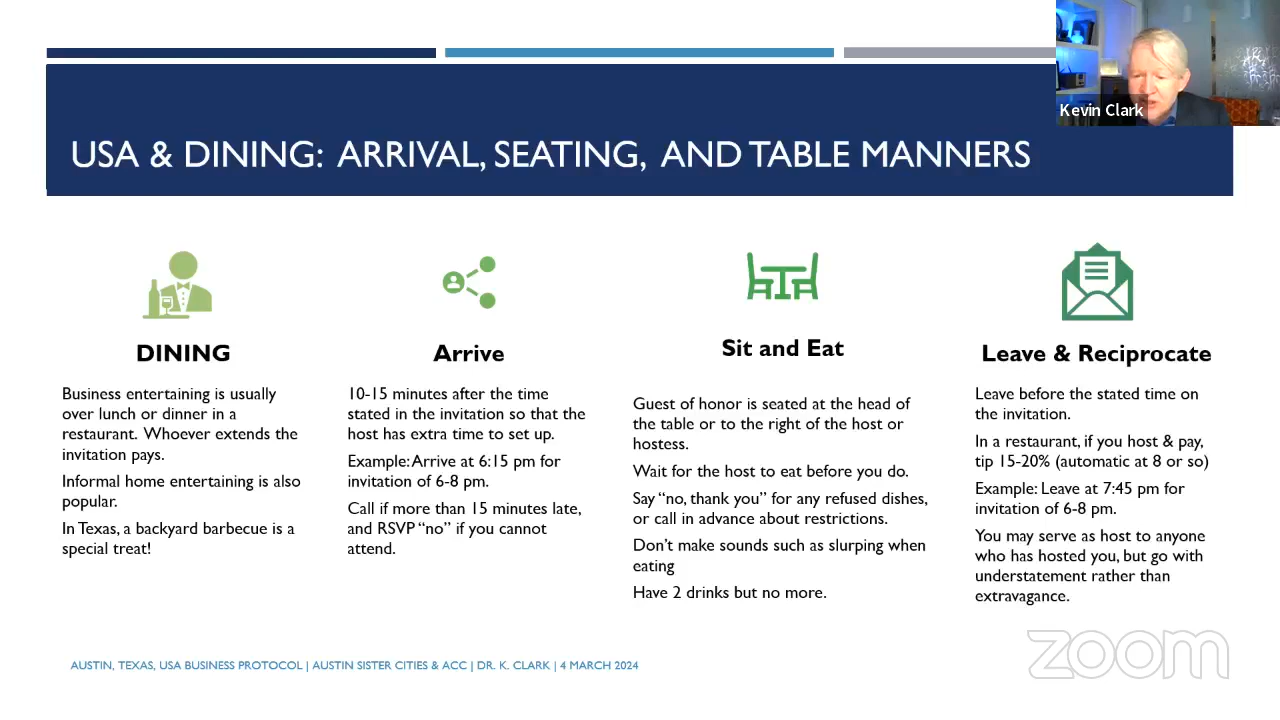 Kevin Clark
USA & DINING: ARRIVAL, SEATING, AND TABLE MANNERS
DINING
Business entertaining is usually
over lunch or dinner in a
restaurant. Whoever extends the
invitation pays.
Informal home entertaining is also
popular.
In Texas, a backyard barbecue is a
special treat!
Arrive
10-15 minutes after the time
stated in the invitation so that the
host has extra time to set up.
Example: Arrive at 6:15 pm for
invitation of 6-8 pm.
Call if more than 15 minutes late,
and RSVP “no” if you cannot
attend.
Sit and Eat
Guest of honor is seated at the head of
the table or to the right of the host or
hostess.
Wait for the host to eat before you do.
Say “no, thank you” for any refused dishes,
or call in advance about restrictions.
Don’t make sounds such as slurping when
eating
Have 2 drinks but no more.
Leave & Reciprocate
Leave before the stated time on
the invitation.
In a restaurant, if you host & pay,
tip 15-20% (automatic at 8 or so)
Example: Leave at 7:45 pm for
invitation of 6-8 pm.
You may serve as host to anyone
who has hosted you, but go with
understatement rather than
extravagance.
AUSTIN, TEXAS, USA BUSINESS PROTOCOL | AUSTIN SISTER CITIES & ACC | DR. K. CLARK | 4 MARCH 2024
zoom